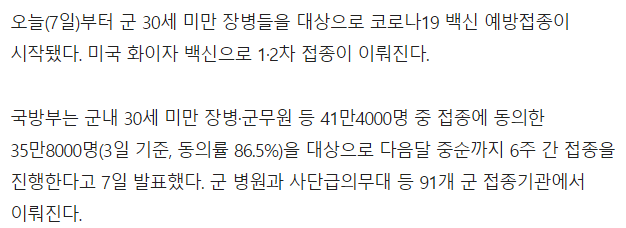 오늘(7일)부터 군 30세 미만 장병들을 대상으로 코로나19 백신 예방접종이
시작됐다. 미국 화이자 백신으로 1·2차 접종이 이뤄진다.
국방부는 군내 30세 미만 장병·군무원 등 41만4000명 중 접종에 동의한
35만8000명(3일 기준, 동의률 86.5%)을 대상으로 다음달 중순까지 6주 간 접종을
진행한다고 7일 발표했다. 군 병원과 사단급의무대 등 91개 군 접종기관에서
이뤄진다.